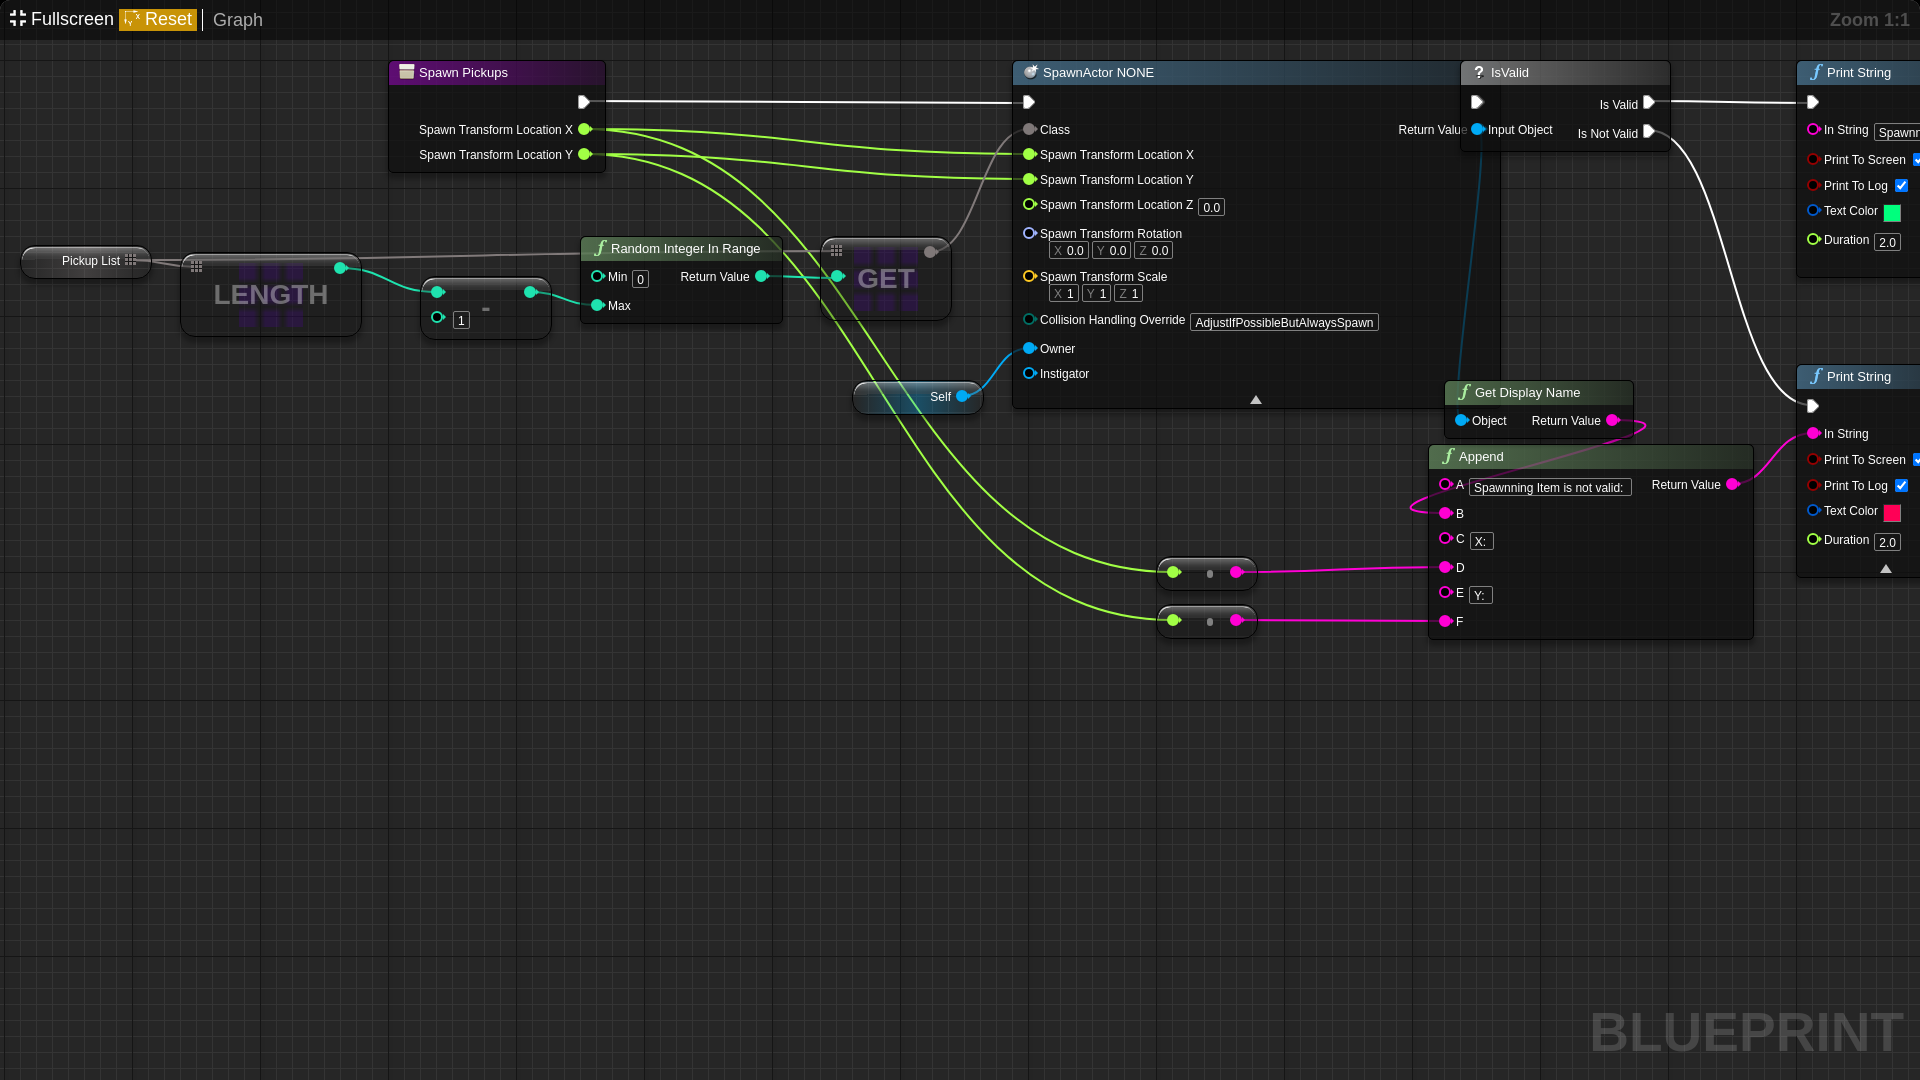 Fullscreen Reset Graph
Zoom 1:1
Spawn Pickups
Spawn Transform Location X
Spawn Transform Location Y
Pickup List
LENGTH
1
-
Random Integer In Range
Min 0
Return Value
Max
GET
Self
SpawnActor NONE
Class
Return Value
Spawn Transform Location X
Spawn Transform Location Y
Spawn Transform Location Z 0.0
Spawn Transform Rotation
X 0.0 Y 0.0 Z 0.0
Spawn Transform Scale
X 1 Y 1 Z 1
Collision Handling Override AdjustIfPossibleButAlwaysSpawn
Owner
Instigator
? IsValid
Is Valid
Input Object
Is Not Valid
f Print String
In String Spawnn
Print To Screen
Print To Log
Text Color
Duration 2.0
f Get Display Name
Object Return Value
f Append
A Spawnning Item is not valid:
Return Value
B
C X:
D
E Y:
F
f Print String
In String
Print To Screen
Print To Log
Text Color
Duration 2.0
BLUEPRINT